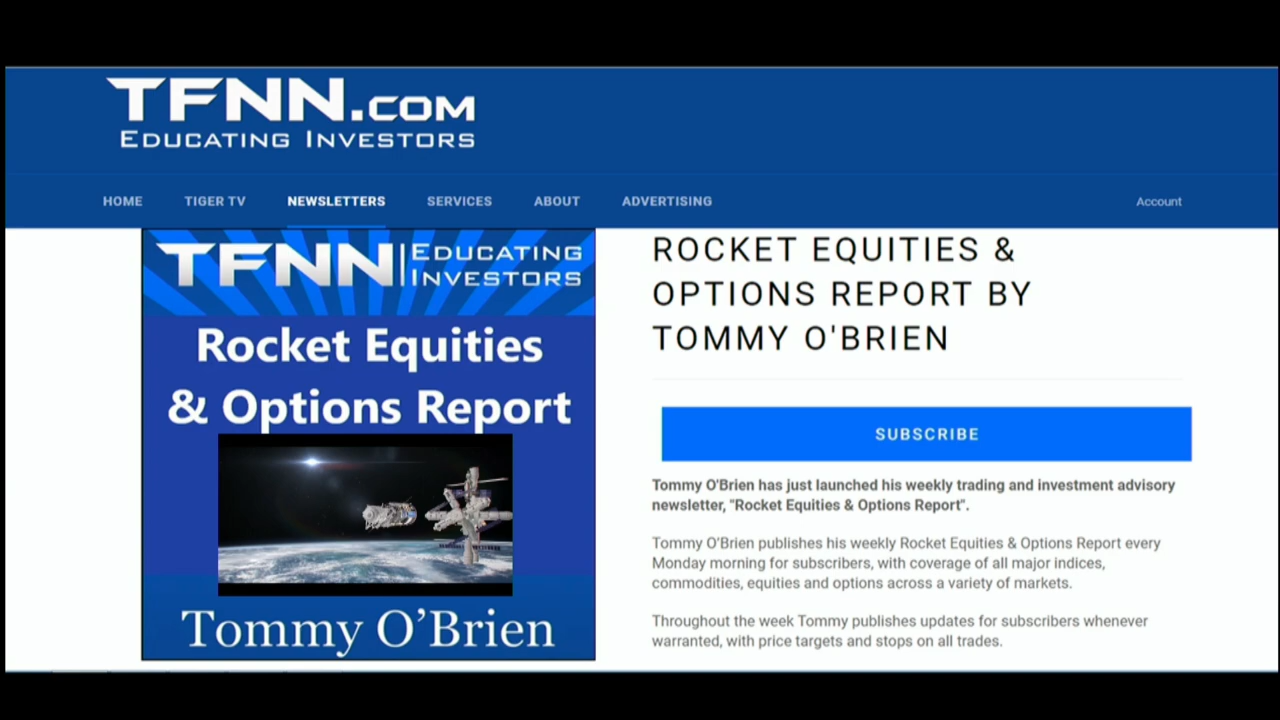 TFNN.COM
EDUCATING INVESTORS
HOME TIGER TV NEWSLETTERS SERVICES ABOUT ADVERTISING Account
TFNN EDUCATING
INVESTORS
Rocket Equities
& Options Report
Tommy O’Brien
ROCKET EQUITIES &
OPTIONS REPORT BY
TOMMY O'BRIEN
SUBSCRIBE
Tommy O'Brien has just launched his weekly trading and investment advisory
newsletter, "Rocket Equities & Options Report".
Tommy O'Brien publishes his weekly Rocket Equities & Options Report every
Monday morning for subscribers, with coverage of all major indices,
commodities, equities and options across a variety of markets.
Throughout the week Tommy publishes updates for subscribers whenever
warranted, with price targets and stops on all trades.